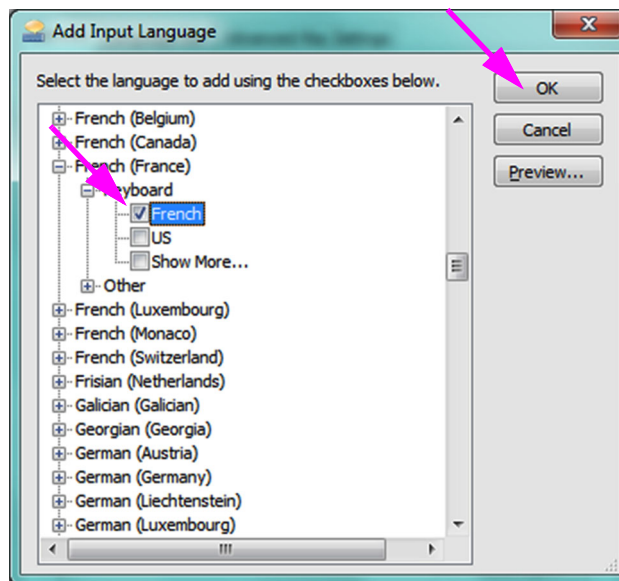 Add Input Language
Select the language to add using the checkboxes below.
French (Belgium)
French (Canada)
French (France)
Keyboard
French
US
Show More...
Other
French (Luxembourg)
French (Monaco)
French (Switzerland)
Frisian (Netherlands)
Galician (Galician)
Georgian (Georgia)
German (Austria)
German (Germany)
German (Liechtenstein)
German (Luxembourg)
OK
Cancel
Preview...